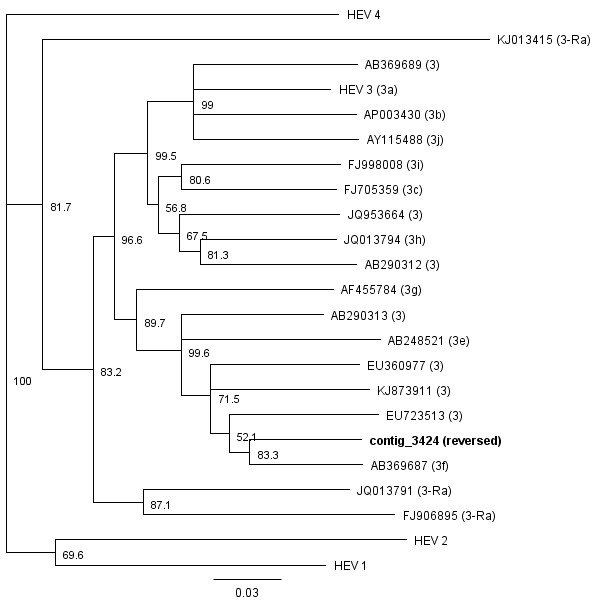 HEV 4
KJ013415 (3-Ra)
AB369689 (3)
HEV 3 (3a)
99
AP003430 (3b)
AY115488 (3j)
99.5
FJ998008 (3i)
80.6
FJ705359 (3c)
56.8
81.7
JQ953664 (3)
67.5
96.6
JQ013794 (3h)
81.3
AB290312 (3)
AF455784 (3g)
AB290313 (3)
89.7
AB248521 (3e)
99.6
EU360977 (3)
83.2
100
KJ873911 (3)
71.5
EU723513 (3)
52.1
contig_3424 (reversed)
83.3
AB369687 (3f)
JQ013791 (3-Ra)
87.1
FJ906895 (3-Ra)
HEV 2
69.6
HEV 1
0.03